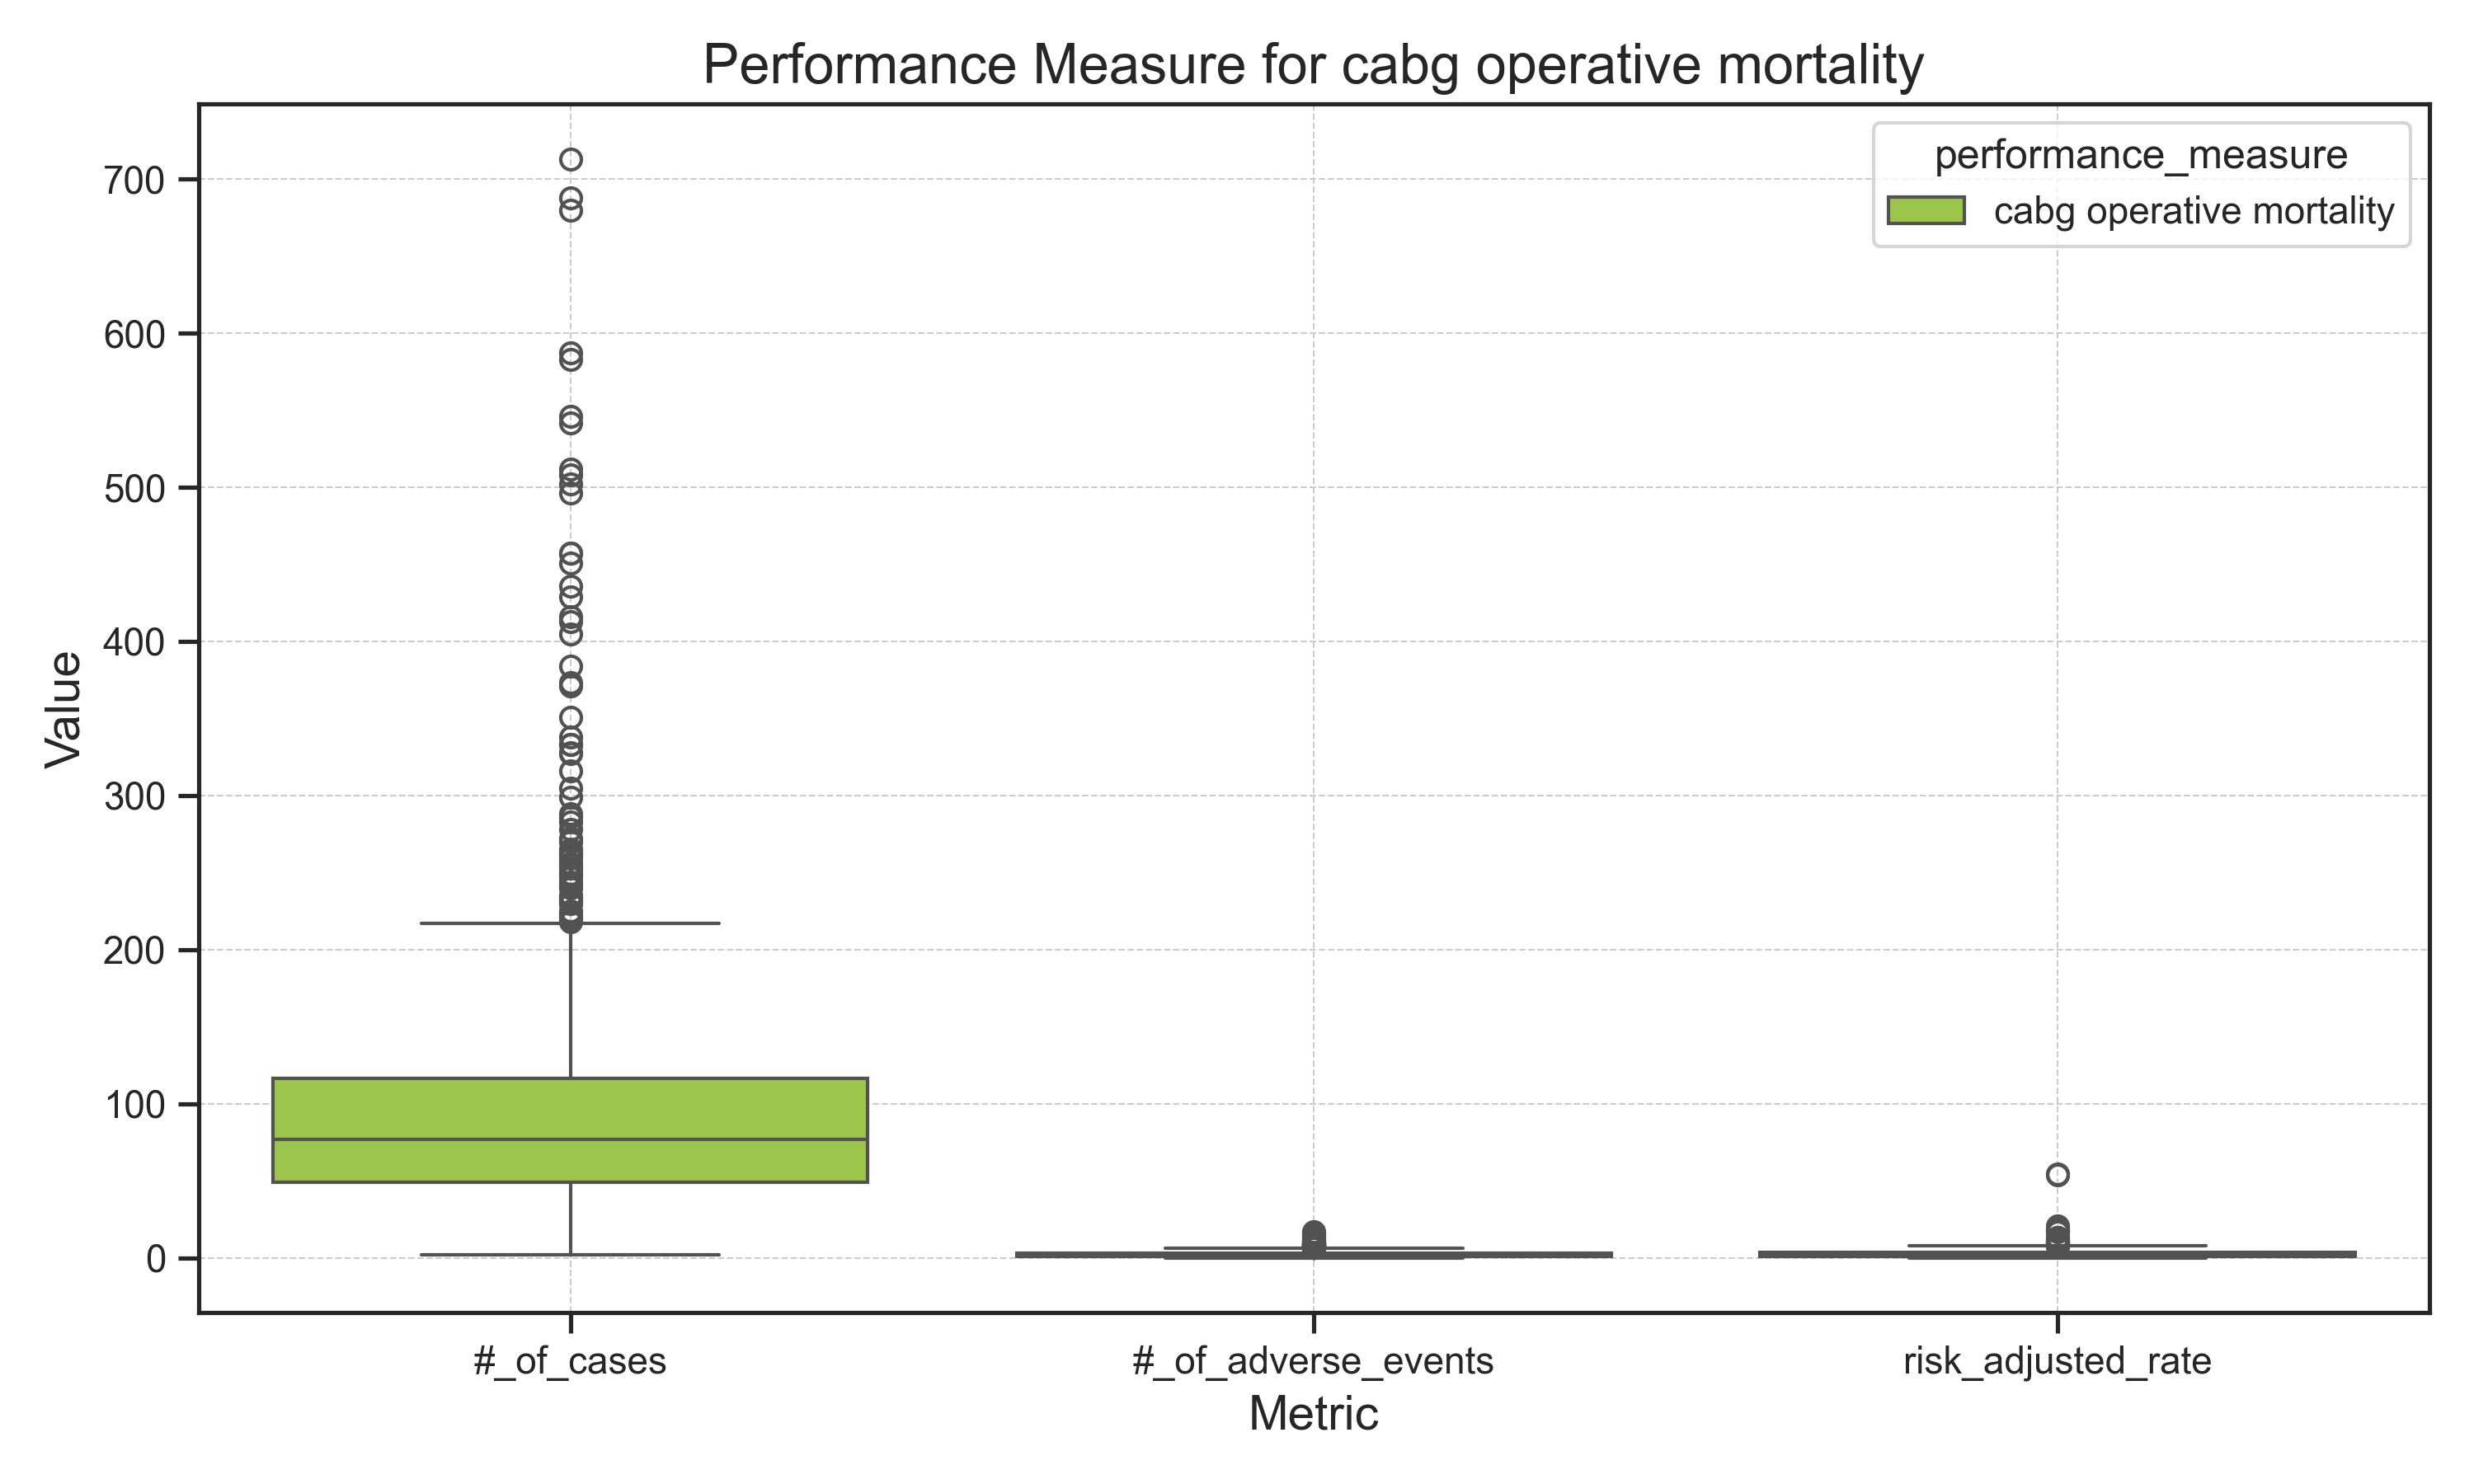 Performance Measure for cabg operative mortality
performance_measure
cabg operative mortality
Value
700
600
500
400
300
200
100
0
#_of_cases
#_of_adverse_events
risk_adjusted_rate
Metric